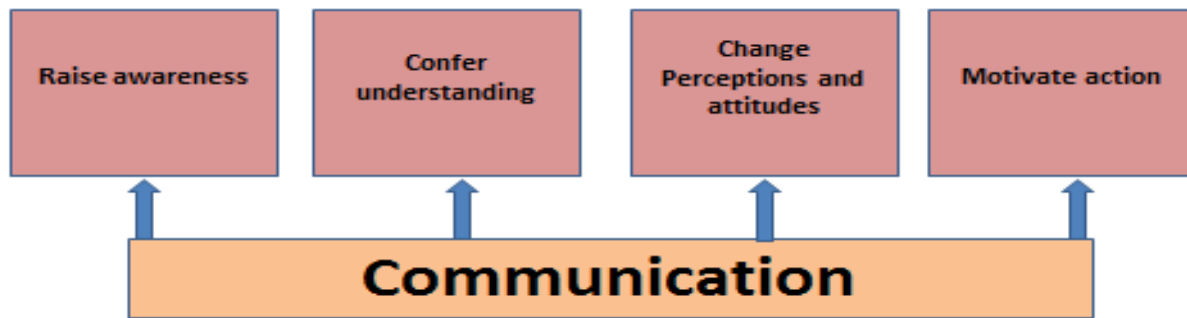 Raise awareness
Confer
understanding
Change
Perceptions and
attitudes
Motivate action
Communication